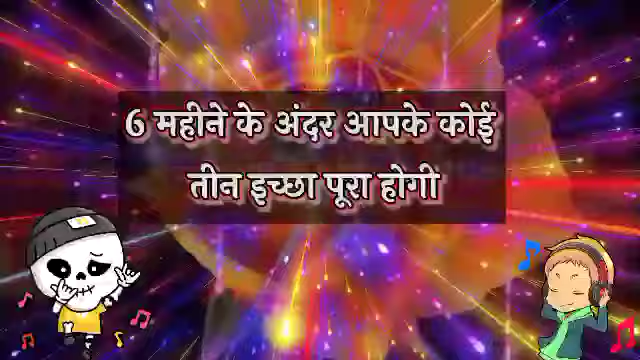 6 महीने के अंदर आपके कोई
तीन इच्छा पूरा होगी